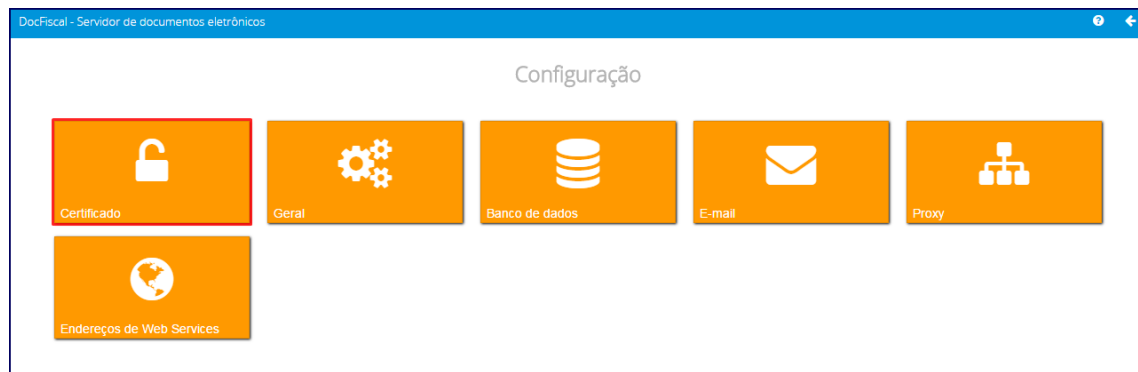 DocFiscal - Servidor de documentos eletrônicos
Configuração
Certificado
Geral
Banco de dados
E-mail
Proxy
Endereços de Web Services